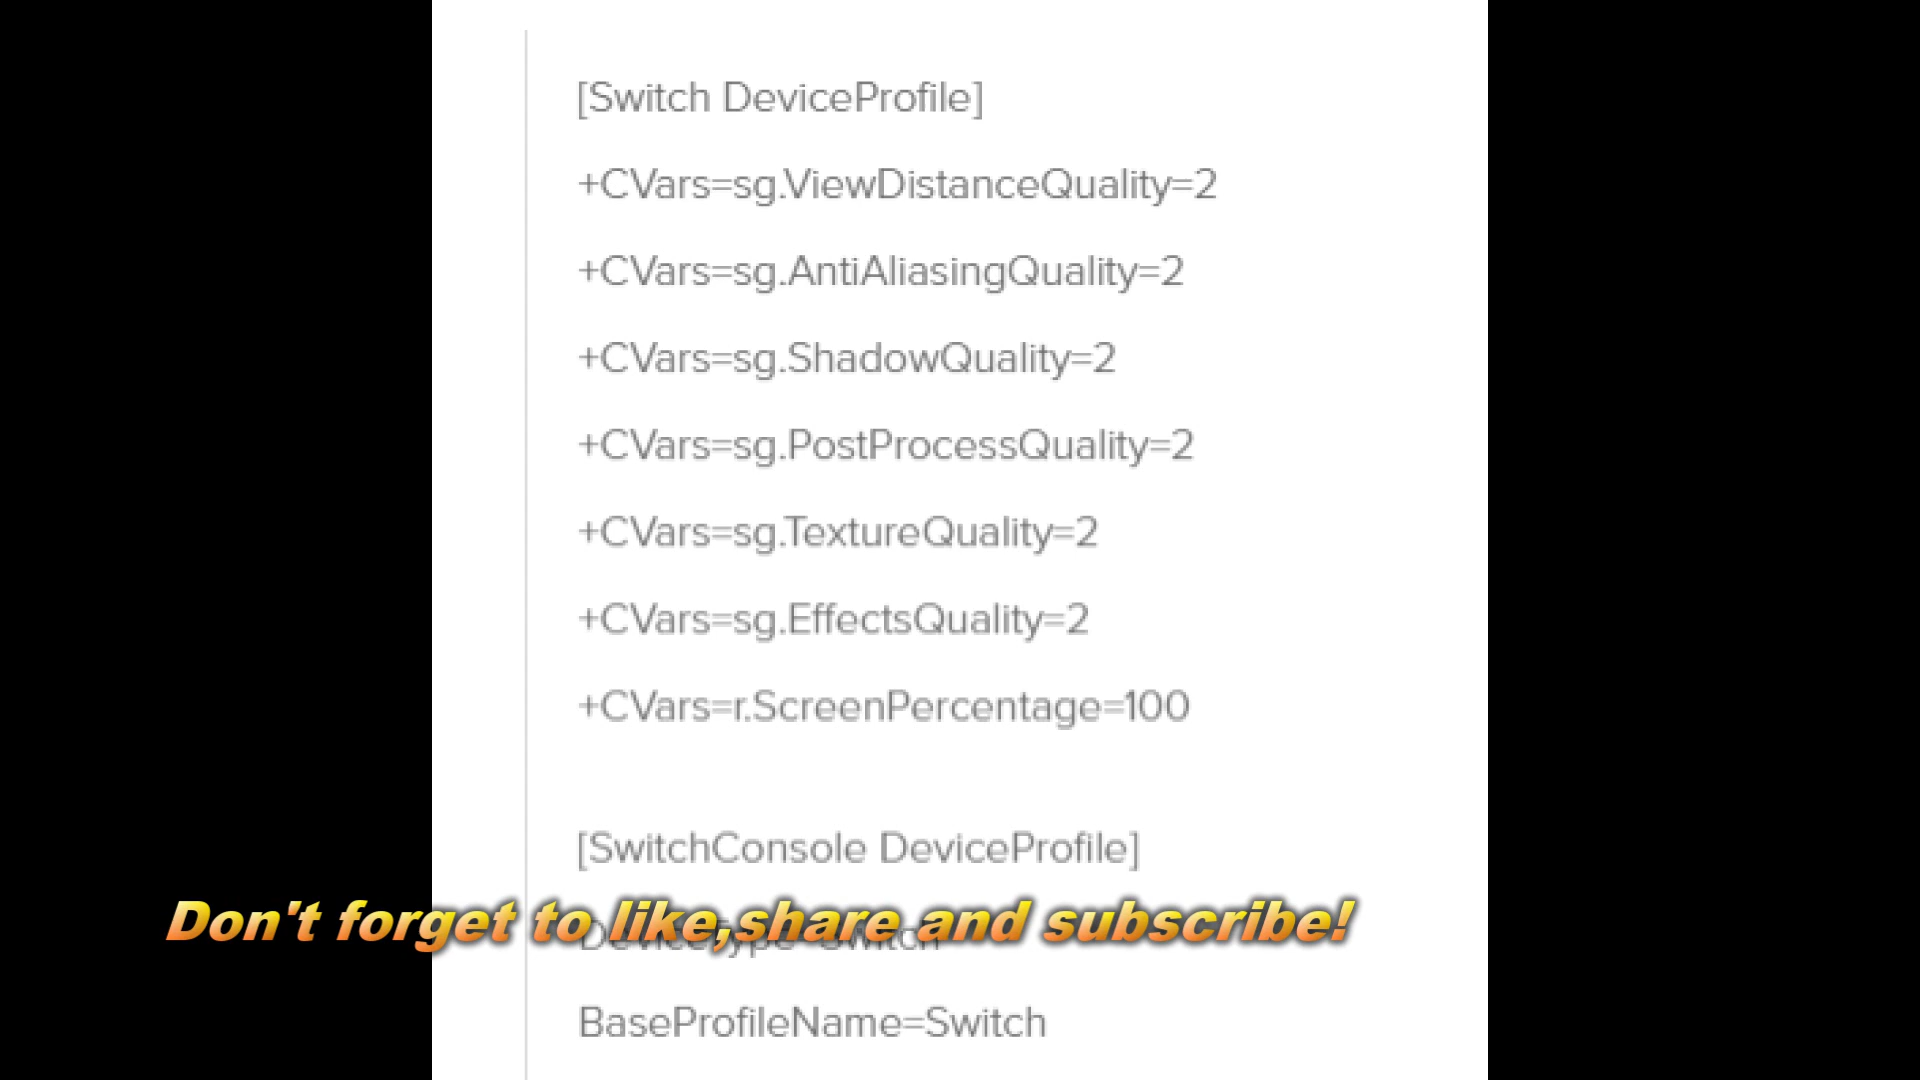 [Switch DeviceProfile]
+CVars=sg.ViewDistanceQuality=2
+CVars=sg.AntiAliasingQuality=2
+CVars=sg.ShadowQuality=2
+CVars=sg.PostProcessQuality=2
+CVars=sg.TextureQuality=2
+CVars=sg.EffectsQuality=2
+CVars=r.ScreenPercentage=100
[SwitchConsole DeviceProfile]
Don't forget to like,share and subscribe!
DeviceType=Switch
BaseProfileName=Switch